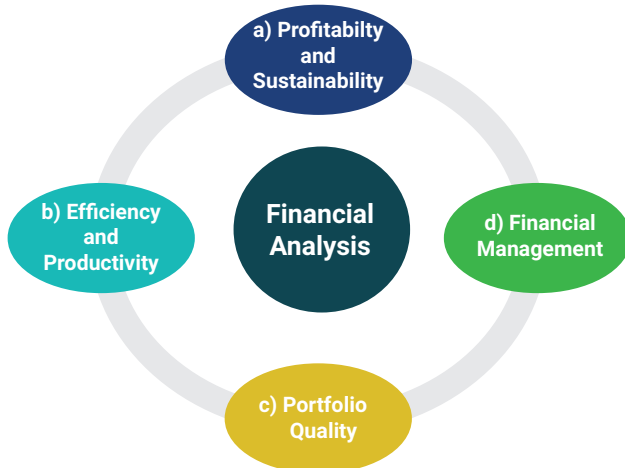 a) Profitabilty
and
Sustainability
b) Efficiency
and
Productivity
Financial
Analysis
d) Financial
Management
c) Portfolio
Quality